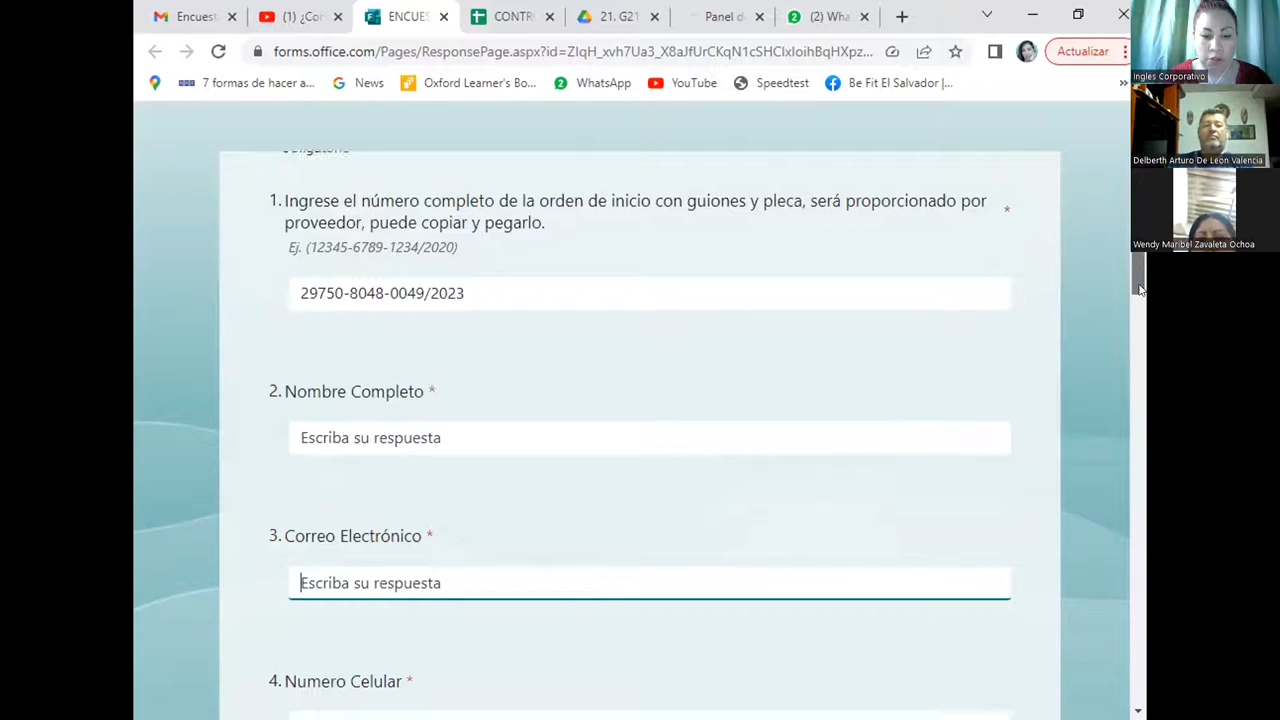 Encuest
(1) ¿Co
ENCUES
CONTR
21. G21
Panel d
(2) Wha
forms.office.com/Pages/ResponsePage.aspx?id=ZIqH_xvh7Ua3_X8aJfUrCKqN1cSHCIxIoihBqHXpz...
Actualizar
7 formas de hacer a...
News
Oxford Learner's Bo...
WhatsApp
YouTube
Speedtest
Be Fit El Salvador |...
»
Ingles Corporativo
Delberth Arturo De Leon Valencia
Wendy Maribel Zavaleta Ochoa
1. Ingrese el número completo de la orden de inicio con guiones y pleca, será proporcionado por *
proveedor, puede copiar y pegarlo.
Ej. (12345-6789-1234/2020)
29750-8048-0049/2023
2. Nombre Completo *
Escriba su respuesta
3. Correo Electrónico *
Escriba su respuesta
4. Numero Celular *